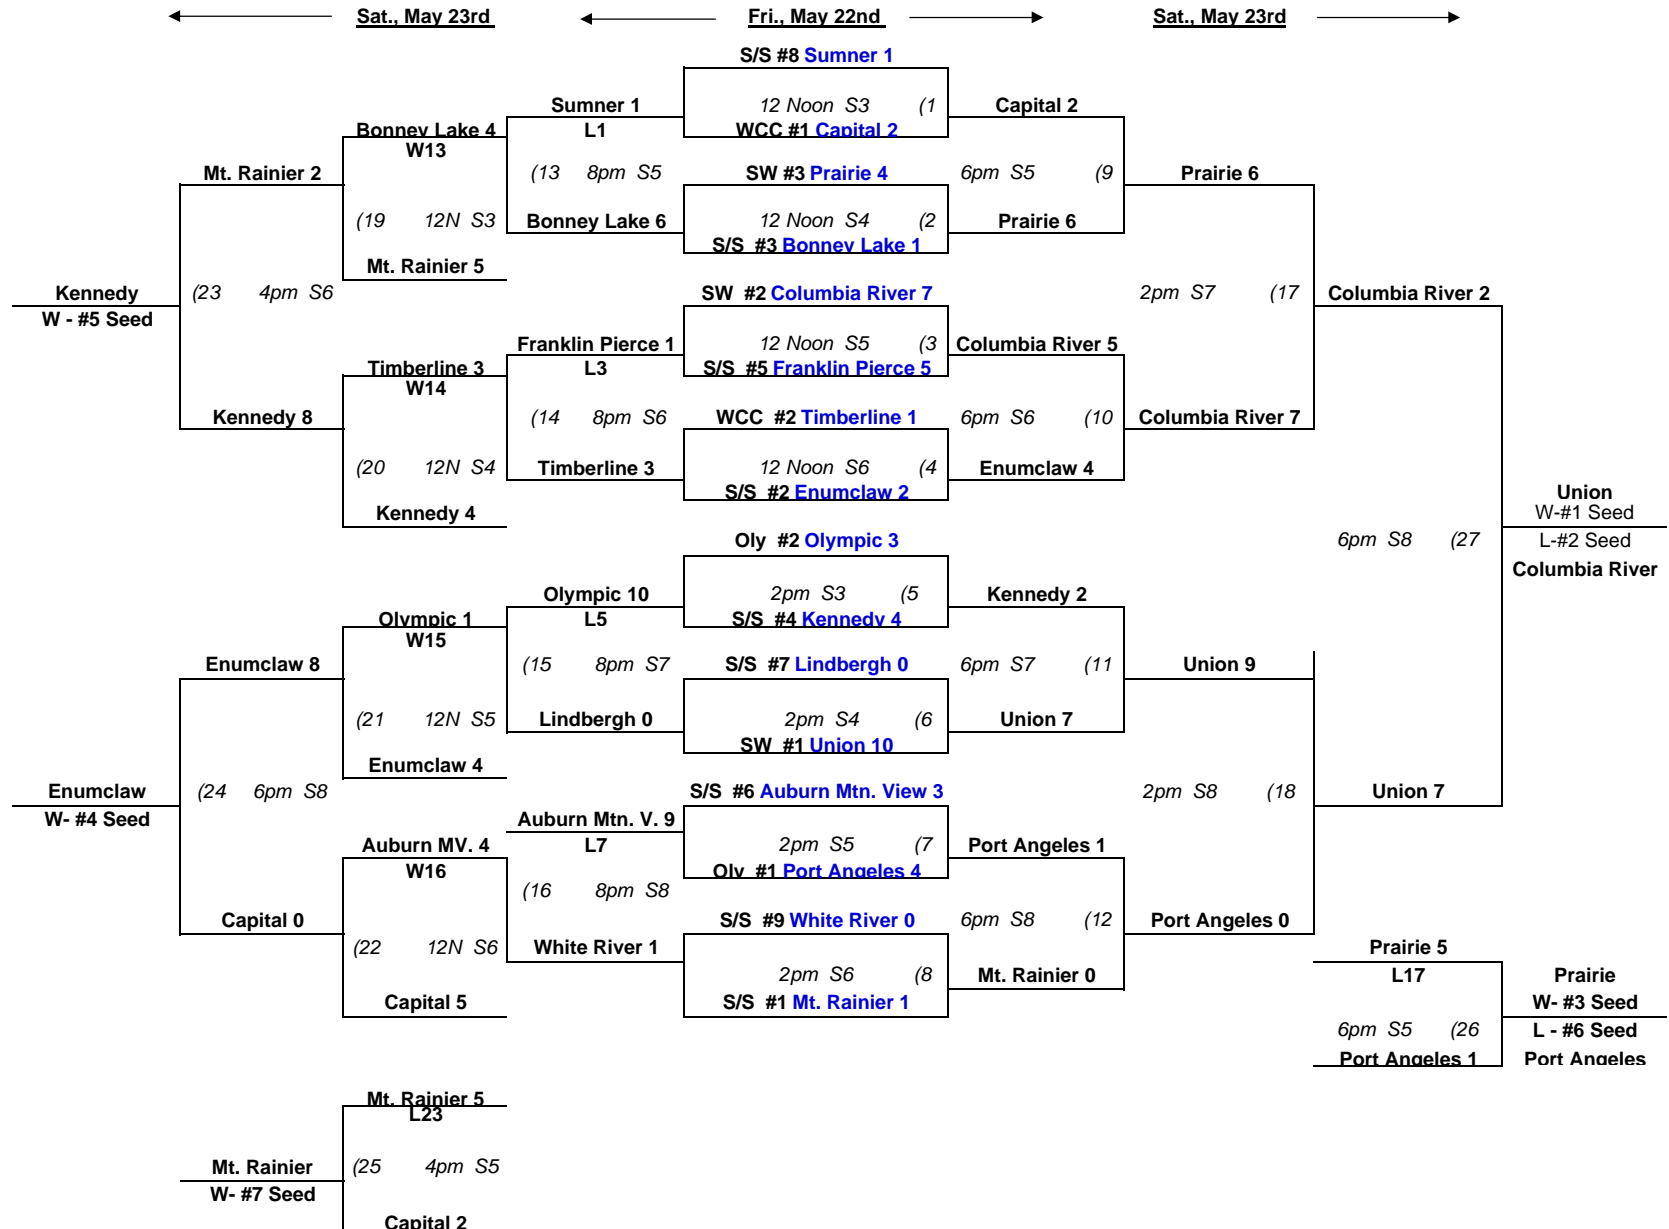 Sat., May 23rd Fri., May 22nd Sat., May 23rd
S/S #8 Sumner 1
Sumner 1 12 Noon S3 (1 Capital 2
Bonney Lake 4 L1 WCC #1 Capital 2
W13
Mt. Rainier 2 (13 8pm S5 SW #3 Prairie 4 6pm S5 (9 Prairie 6
(19 12N S3 Bonney Lake 6 12 Noon S4 (2 Prairie 6
S/S #3 Bonney Lake 1
Mt. Rainier 5
Kennedy (23 4pm S6 SW #2 Columbia River 7 2pm S7 (17 Columbia River 2
W - #5 Seed
Franklin Pierce 1 12 Noon S5 (3 Columbia River 5
Timberline 3 L3 S/S #5 Franklin Pierce 5
W14
Kennedy 8 (14 8pm S6 WCC #2 Timberline 1 6pm S6 (10 Columbia River 7
(20 12N S4 Timberline 3 12 Noon S6 (4 Enumclaw 4
S/S #2 Enumclaw 2 Union
Kennedy 4 W-#1 Seed
Oly #2 Olympic 3 6pm S8 (27 L-#2 Seed
Columbia River
Olympic 10 2pm S3 (5 Kennedy 2
Olympic 1 L5 S/S #4 Kennedy 4
W15
Enumclaw 8 (15 8pm S7 S/S #7 Lindbergh 0 6pm S7 (11 Union 9
(21 12N S5 Lindbergh 0 2pm S4 (6 Union 7
SW #1 Union 10
Enumclaw 4
Enumclaw (24 6pm S8 S/S #6 Auburn Mtn. View 3 2pm S8 (18 Union 7
W- #4 Seed Auburn Mtn. V. 9
Auburn MV. 4 L7 2pm S5 (7 Port Angeles 1
W16 Oly #1 Port Angeles 4
(16 8pm S8
Capital 0 S/S #9 White River 0 6pm S8 (12 Port Angeles 0
(22 12N S6 White River 1 Prairie 5
2pm S6 (8 Mt. Rainier 0 L17 Prairie
Capital 5 S/S #1 Mt. Rainier 1 W- #3 Seed
6pm S5 (26 L - #6 Seed
Port Angeles 1 Port Angeles
Mt. Rainier 5
L23
Mt. Rainier (25 4pm S5
W- #7 Seed
Capital 2